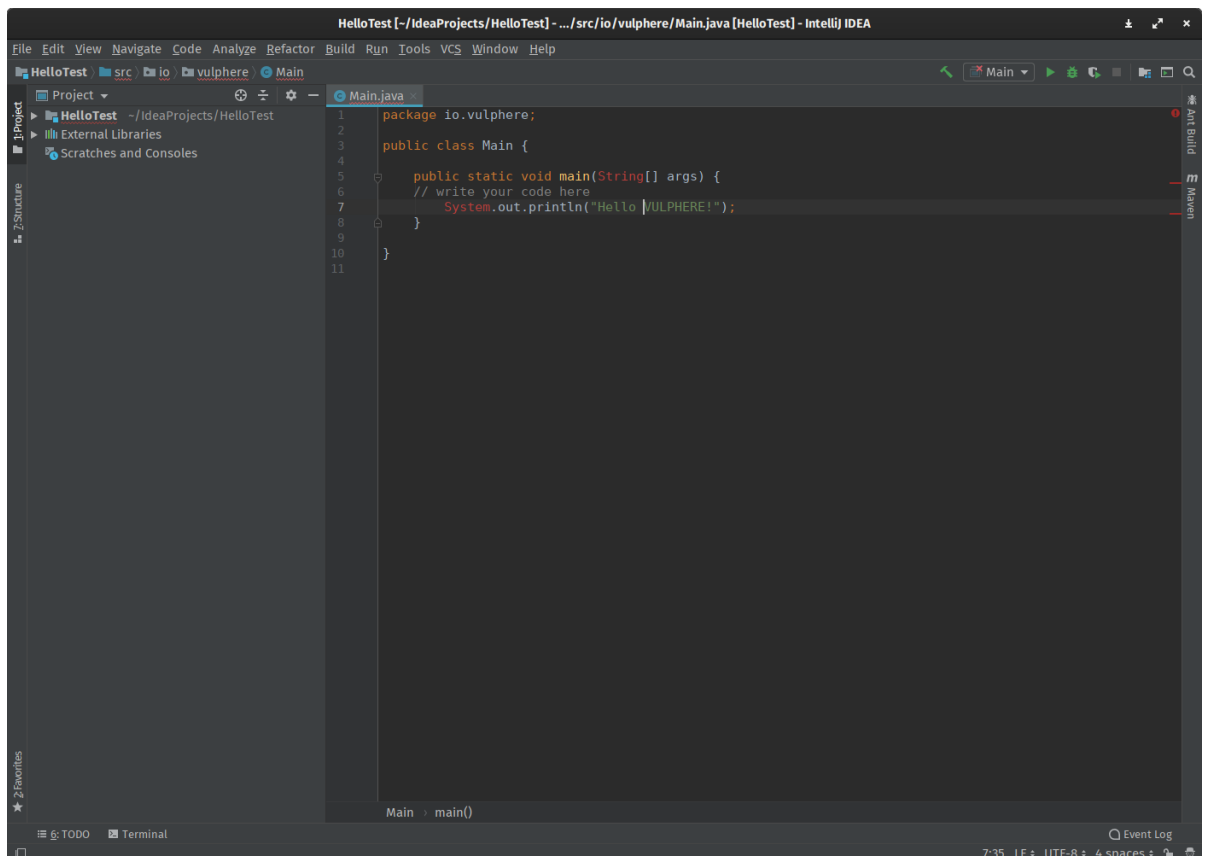 HelloTest [~/IdeaProjects/HelloTest] - .../src/io/vulphere/Main.java [HelloTest] - IntelliJ IDEA
File Edit View Navigate Code Analyze Refactor Build Run Tools VCS Window Help
HelloTest src io vulphere Main
Main
Project
Main.java
1: Project
HelloTest ~/IdeaProjects/HelloTest
External Libraries
Scratches and Consoles
7: Structure
2: Favorites
1 package io.vulphere;
2
3 public class Main {
4
5 public static void main(String[] args) {
6 // write your code here
7 System.out.println("Hello VULPHERE!");
8 }
9
10 }
11
Ant Build
m Maven
Main › main()
6: TODO Terminal
Event Log
7:35 LF UTF-8 4 spaces